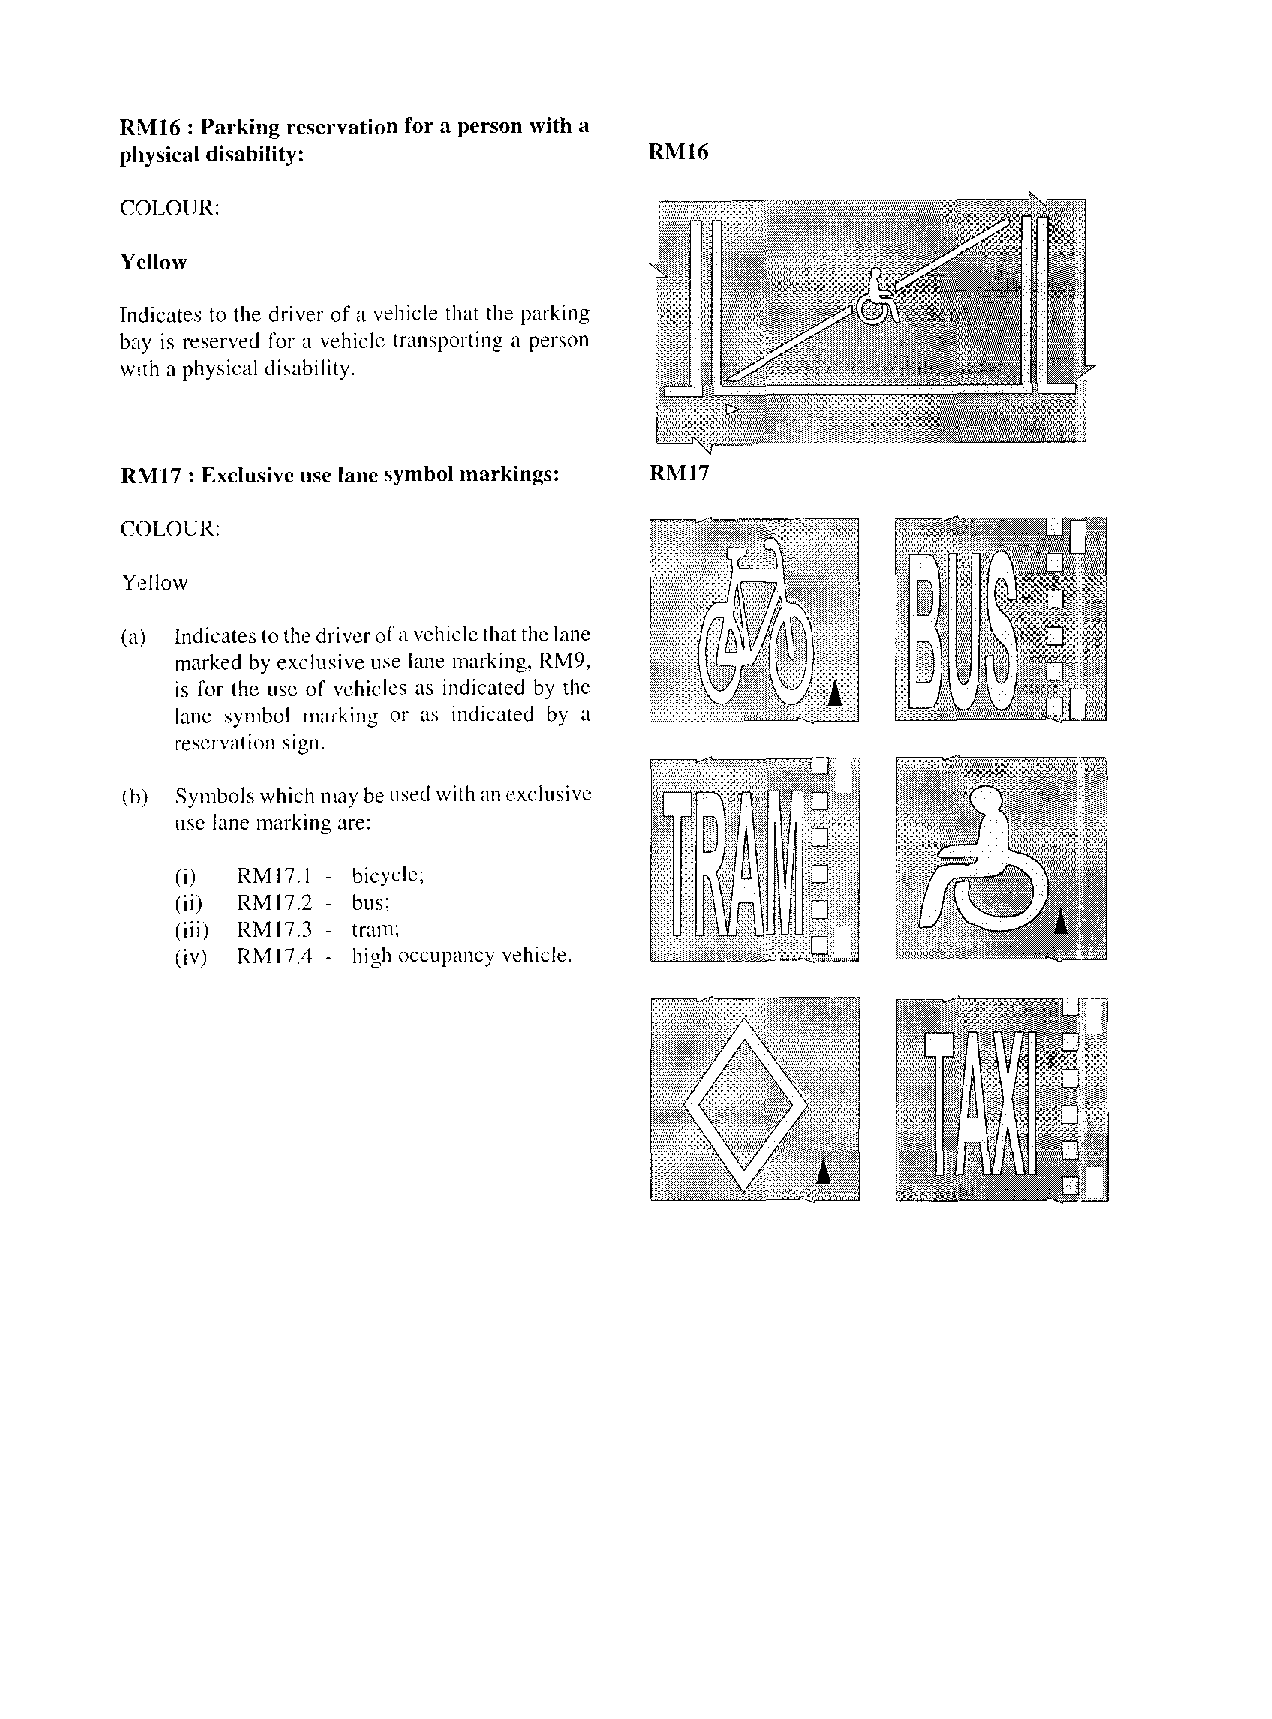 RM16 : Parking reservation for a person with a
physical disability:
COLOUR:
Yellow
Indicates to the driver of a vehicle that the parking
bay is reserved for a vehicle transporting a person
with a physical disability.
RM16
RM17 : Exclusive use lane symbol markings:
COLOUR:
Yellow
(a) Indicates to the driver of a vehicle that the lane
marked by exclusive use lane marking, RM9,
is for the use of vehicles as indicated by the
lane symbol marking or as indicated by a
reservation sign.
(b) Symbols which may be used with an exclusive
use lane marking are:
(i) RM17.1 - bicycle;
(ii) RM17.2 - bus;
(iii) RM17.3 - tram;
(iv) RM17.4 - high occupancy vehicle.
RM17
BUS
TRAM
TAXI